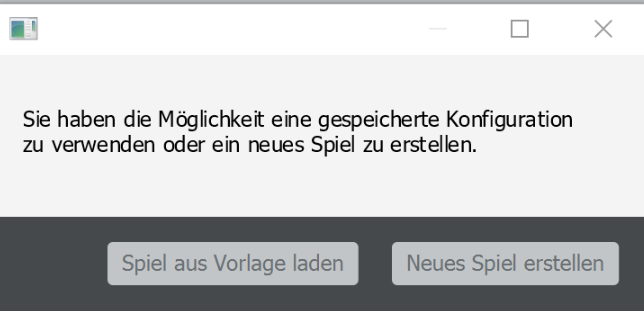 Sie haben die Möglichkeit eine gespeicherte Konfiguration
zu verwenden oder ein neues Spiel zu erstellen.
Spiel aus Vorlage laden
Neues Spiel erstellen